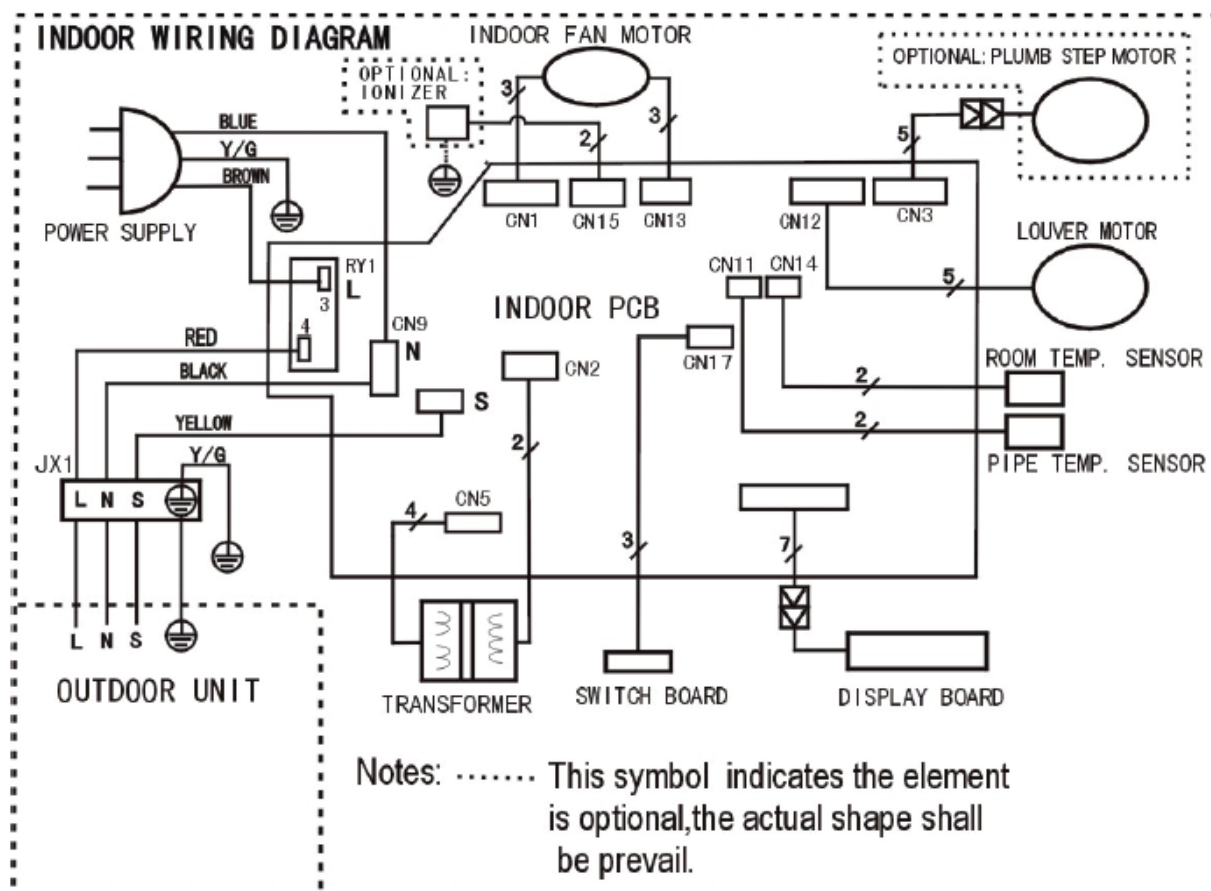 INDOOR WIRING DIAGRAM
INDOOR FAN MOTOR
OPTIONAL:
IONIZER
OPTIONAL: PLUMB STEP MOTOR
3
3
2
5
BLUE
Y/G
BROWN
POWER SUPPLY
CN1
CN15
CN13
CN12
CN3
LOUVER MOTOR
RY1
L
3
4
CN11
CN14
5
INDOOR PCB
CN9
N
RED
CN17
CN2
ROOM TEMP. SENSOR
BLACK
2
S
YELLOW
2
2
Y/G
PIPE TEMP. SENSOR
JX1
L N S
CN5
4
3
7
L N S
OUTDOOR UNIT
TRANSFORMER
SWITCH BOARD
DISPLAY BOARD
Notes: ······· This symbol indicates the element
is optional,the actual shape shall
be prevail.